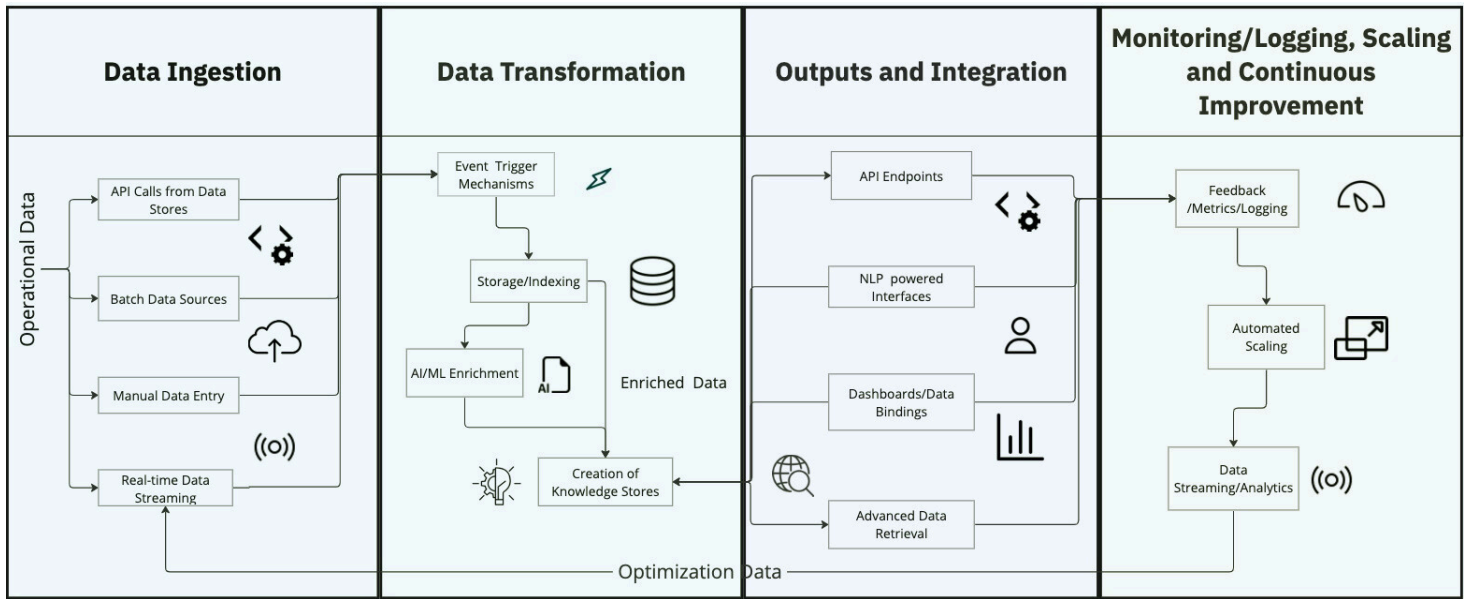 Data Ingestion
Data Transformation
Outputs and Integration
Monitoring/Logging, Scaling
and Continuous
Improvement
Operational Data
API Calls from Data
Stores
Batch Data Sources
Manual Data Entry
Real-time Data
Streaming
Event Trigger
Mechanisms
Storage/Indexing
AI/ML Enrichment
AI
Enriched Data
Creation of
Knowledge Stores
API Endpoints
NLP powered
Interfaces
Dashboards/Data
Bindings
Advanced Data
Retrieval
Feedback
/Metrics/Logging
Automated
Scaling
Data
Streaming/Analytics
Optimization Data